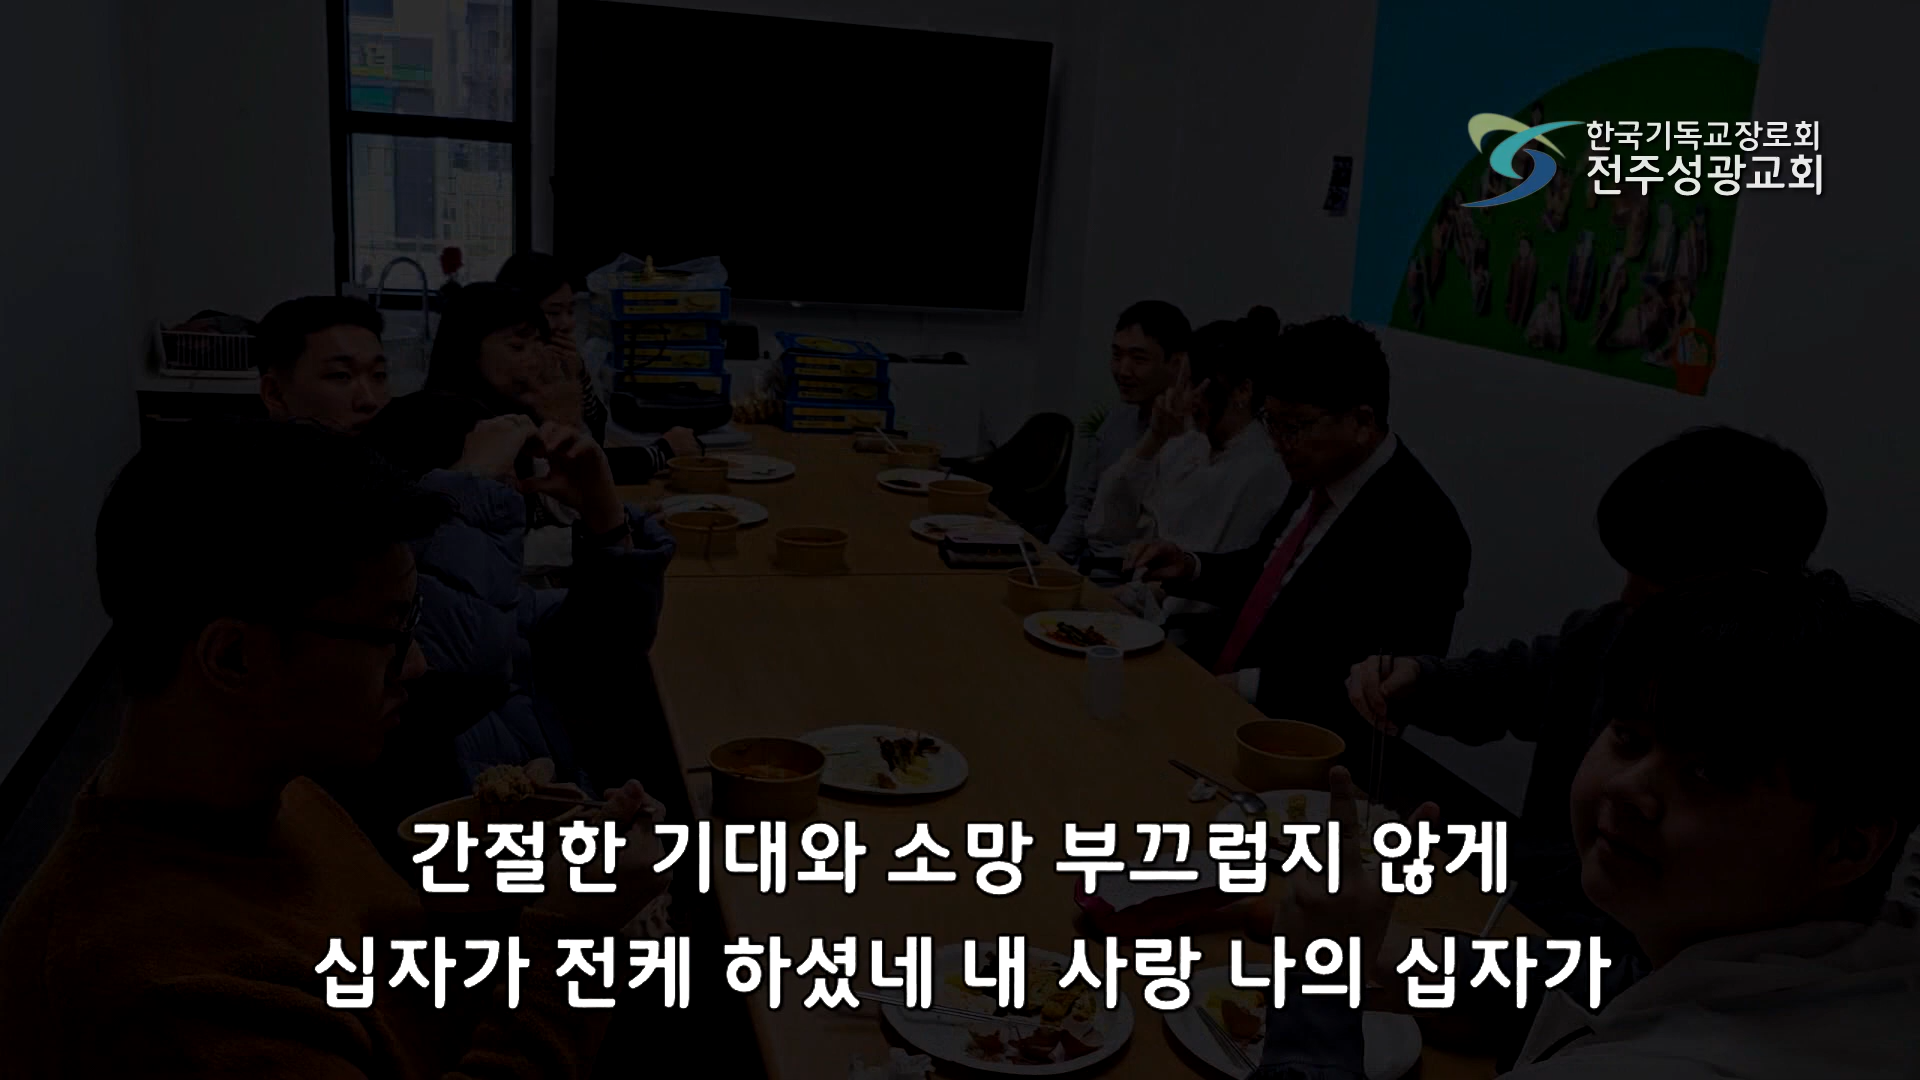 한국기독교장로회
전주성광교회
간절한 기대와 소망 부끄럽지 않게
십자가 전케 하셨네 내 사랑 나의 십자가